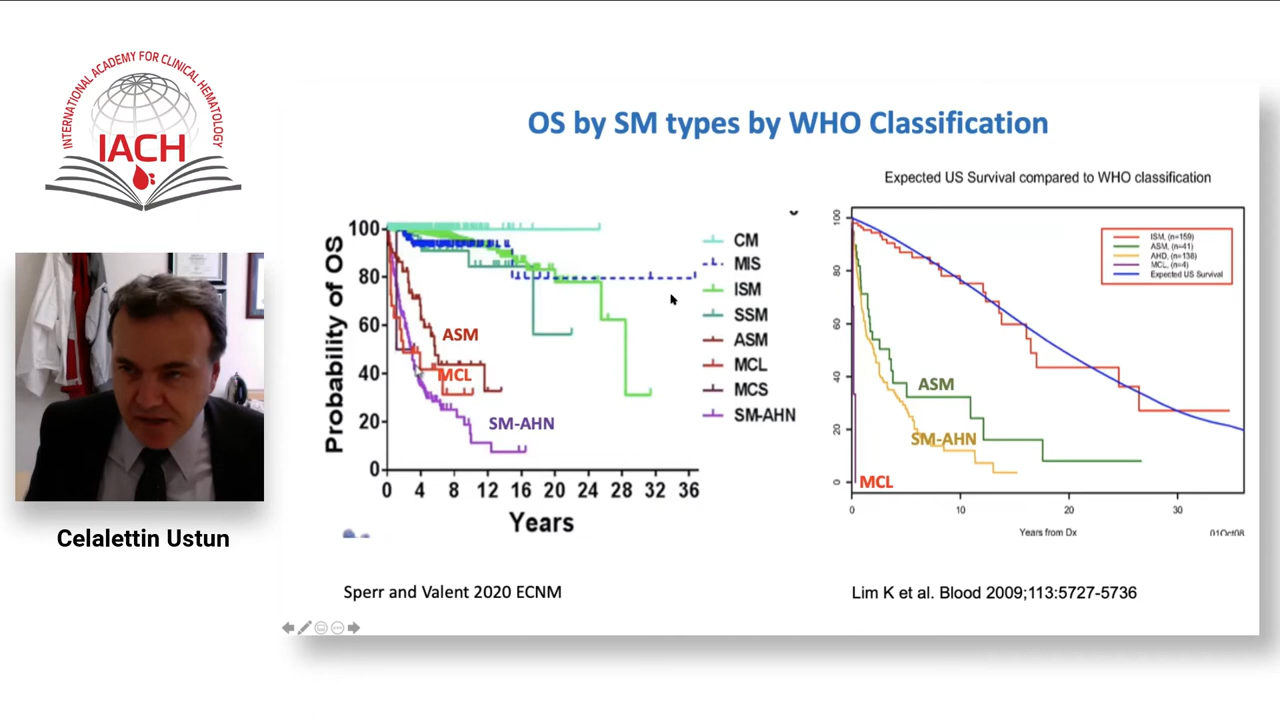 INTERNATIONAL ACADEMY FOR CLINICAL HEMATOLOGY
IACH
Celalettin Ustun
OS by SM types by WHO Classification
Probability of OS
100
80
60
40
20
0
0 4 8 12 16 20 24 28 32 36
Years
ASM
MCL
SM-AHN
CM
MIS
ISM
SSM
ASM
MCL
MCS
SM-AHN
Sperr and Valent 2020 ECNM
Expected US Survival compared to WHO classification
100
80
60
40
20
0
0 10 20 30
Years from Dx
01Oct08
ISM, (n=159)
ASM, (n=41)
AHD, (n=138)
MCL, (n=4)
Expected US Survival
ASM
SM-AHN
MCL
Lim K et al. Blood 2009;113:5727-5736